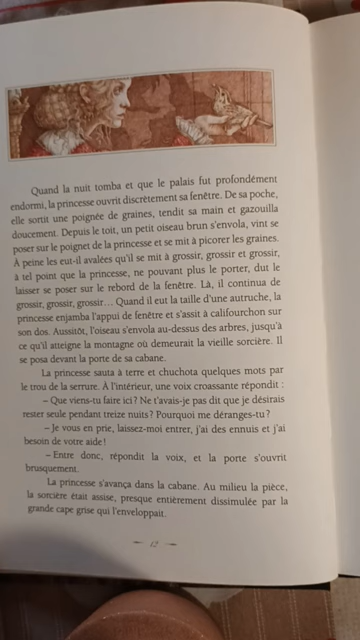 Quand la nuit tomba et que le palais fut profondément
endormi, la princesse ouvrit discrètement sa fenêtre. De sa poche,
elle sortit une poignée de graines, tendit sa main et gazouilla
doucement. Depuis le toit, un petit oiseau brun s'envola, vint se
poser sur le poignet de la princesse et se mit à picorer les graines.
À peine les eut-il avalées qu'il se mit à grossir, grossir et grossir,
à tel point que la princesse, ne pouvant plus le porter, dut le
laisser se poser sur le rebord de la fenêtre. Là, il continua de
grossir, grossir, grossir... Quand il eut la taille d'une autruche, la
princesse enjamba l'appui de fenêtre et s'assit à califourchon sur
son dos. Aussitôt, l'oiseau s'envola au-dessus des arbres, jusqu'à
ce qu'il atteigne la montagne où demeurait la vieille sorcière. Il
se posa devant la porte de sa cabane.
La princesse sauta à terre et chuchota quelques mots par
le trou de la serrure. À l'intérieur, une voix croassante répondit :
– Que viens-tu faire ici ? Ne t'avais-je pas dit que je désirais
rester seule pendant treize nuits ? Pourquoi me déranges-tu ?
– Je vous en prie, laissez-moi entrer, j'ai des ennuis et j'ai
besoin de votre aide !
– Entre donc, répondit la voix, et la porte s'ouvrit
brusquement.
La princesse s'avança dans la cabane. Au milieu la pièce,
la sorcière était assise, presque entièrement dissimulée par la
grande cape grise qui l'enveloppait.
12